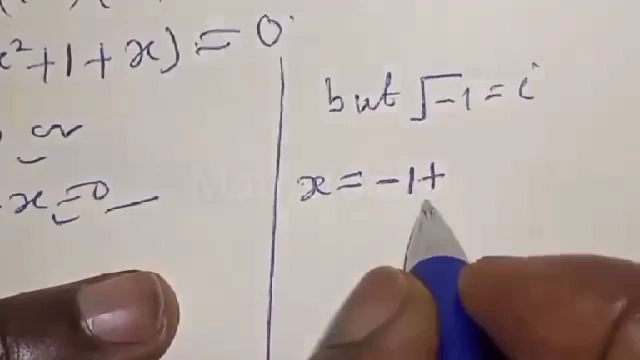 x²+1+x)=0
or
x=0
but √-1=i
x=-1+